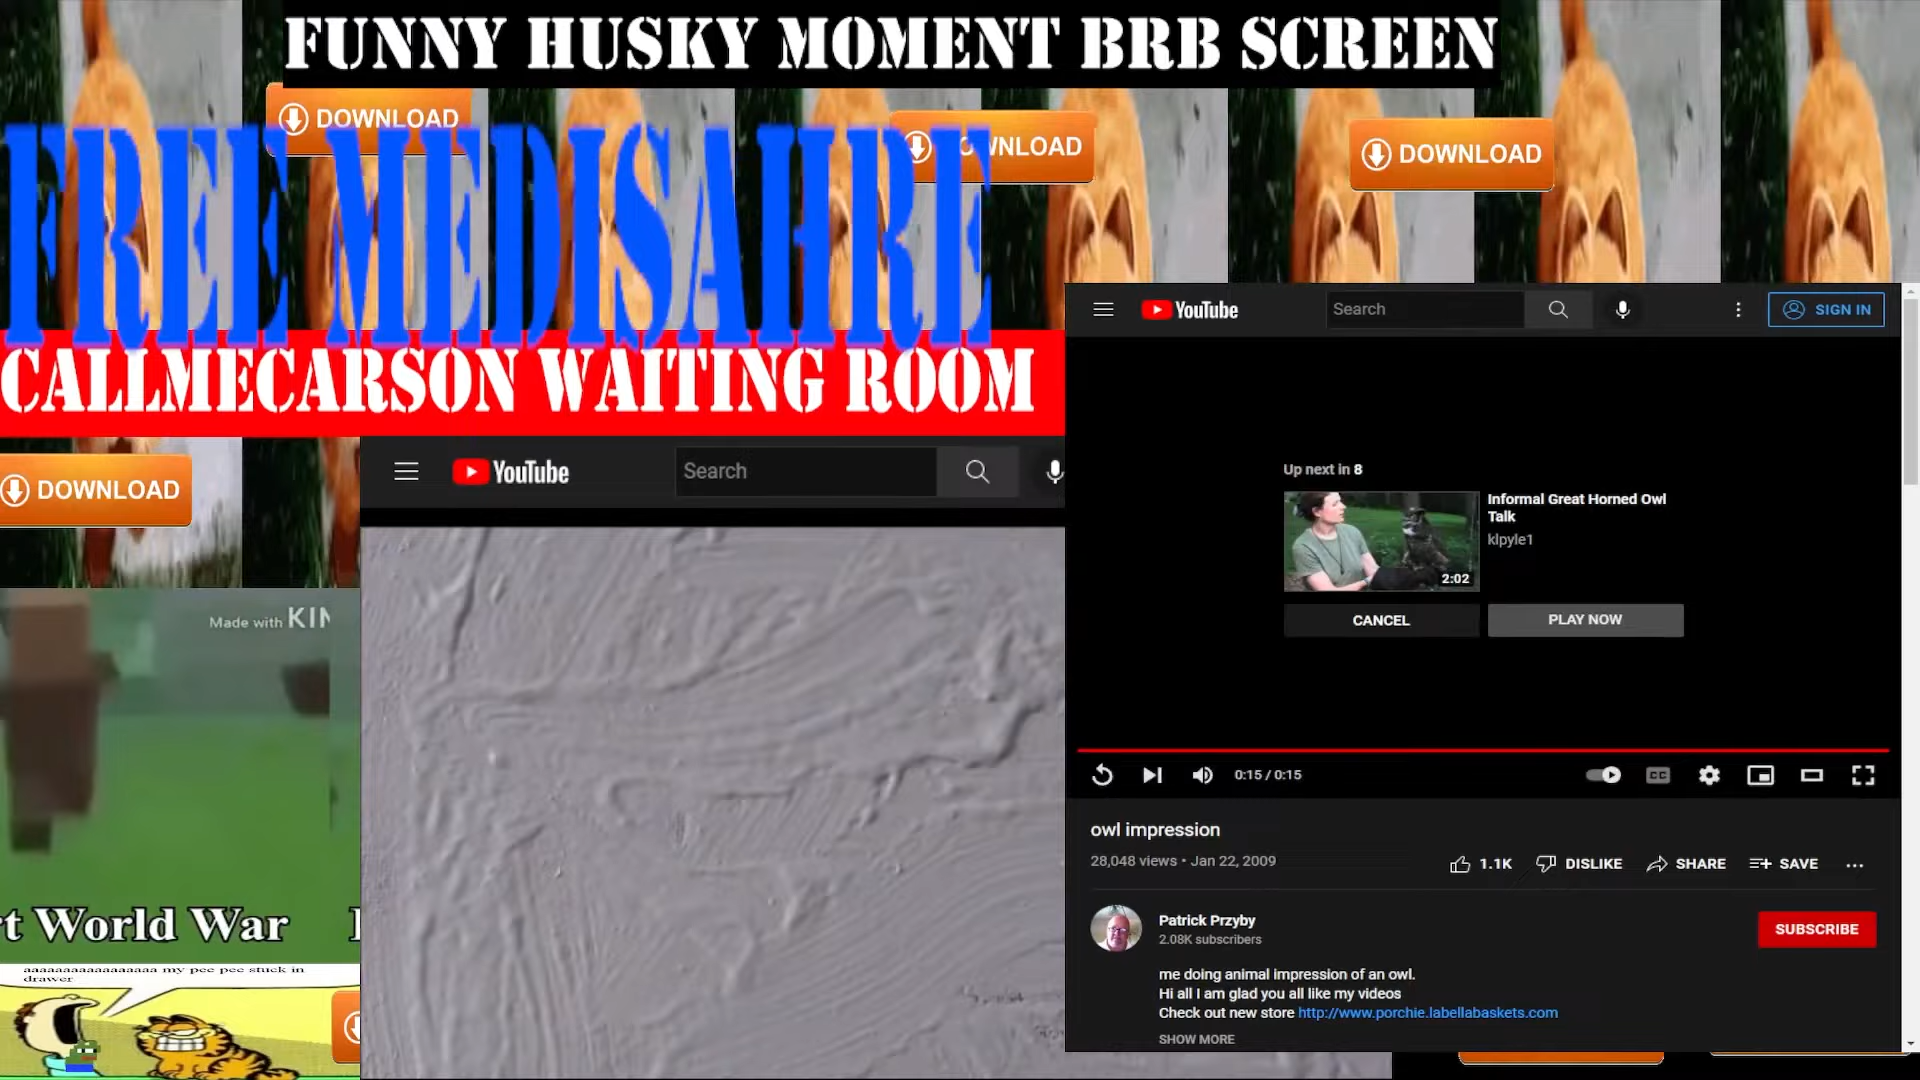 FUNNY HUSKY MOMENT BRB SCREEN
DOWNLOAD
DOWNLOAD
DOWNLOAD
FREE MEDISAHRE
CALLMECARSON WAITING ROOM
DOWNLOAD
YouTube
Search
YouTube
Search
SIGN IN
Up next in 8
Informal Great Horned Owl
Talk
klpyle1
2:02
CANCEL
PLAY NOW
0:15 / 0:15
CC
owl impression
28,048 views • Jan 22, 2009
1.1K
DISLIKE
SHARE
SAVE
Patrick Przyby
2.08K subscribers
SUBSCRIBE
me doing animal impression of an owl.
Hi all I am glad you all like my videos
Check out new store http://www.porchie.labellabaskets.com
SHOW MORE
Made with KIN
t World War
aaaaaaaaaaaaaaaaa my pee pee stuck in
drawer